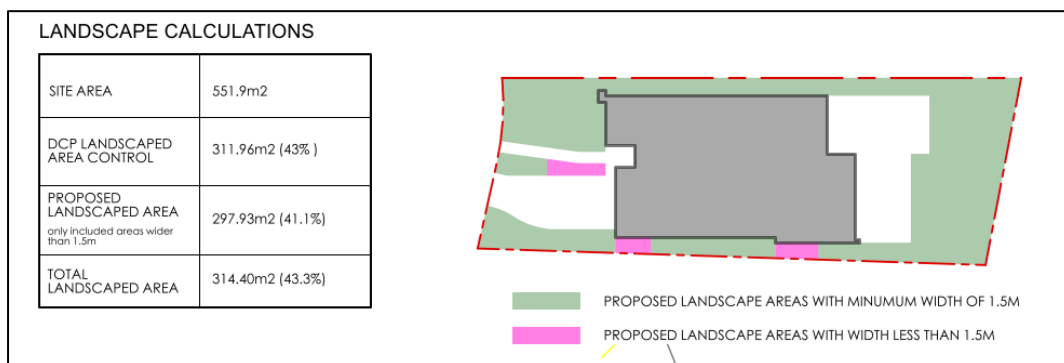 LANDSCAPE CALCULATIONS
SITE AREA
551.9m2
DCP LANDSCAPED
AREA CONTROL
311.96m2 (43% )
PROPOSED
LANDSCAPED AREA
only included areas wider
than 1.5m
297.93m2 (41.1%)
TOTAL
LANDSCAPED AREA
314.40m2 (43.3%)
PROPOSED LANDSCAPE AREAS WITH MINUMUM WIDTH OF 1.5M
PROPOSED LANDSCAPE AREAS WITH WIDTH LESS THAN 1.5M